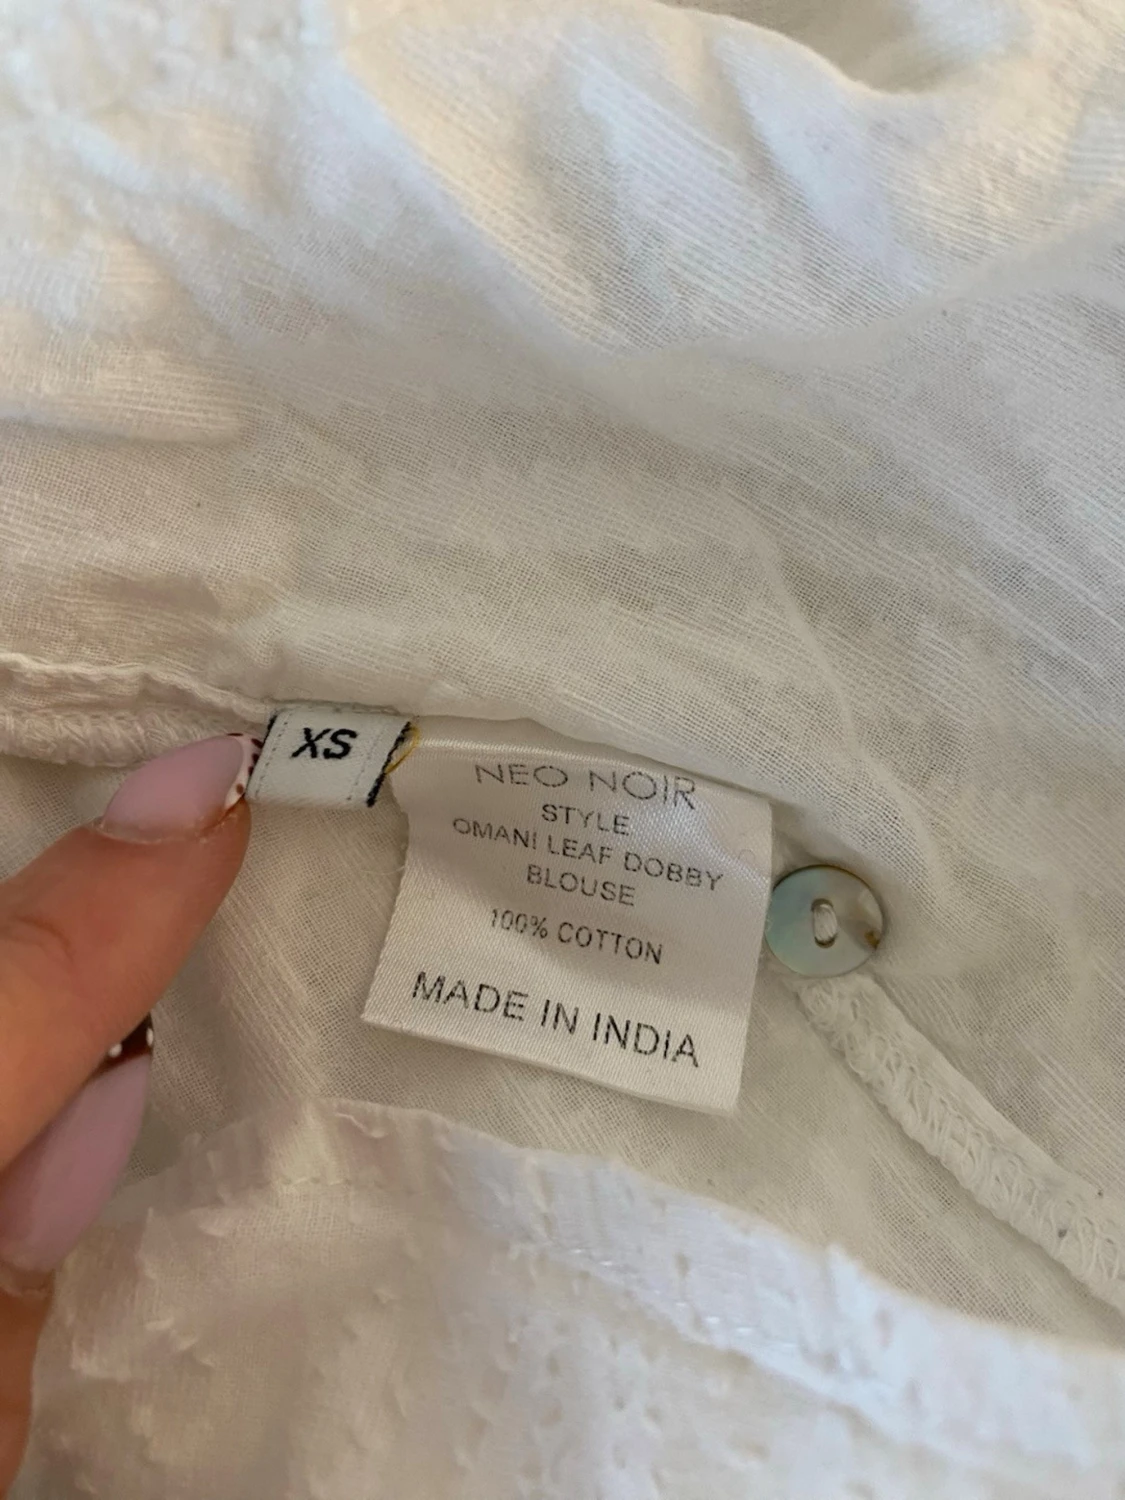 XS
NEO NOIR
STYLE
OMANI LEAF DOBBY
BLOUSE
100% COTTON
MADE IN INDIA